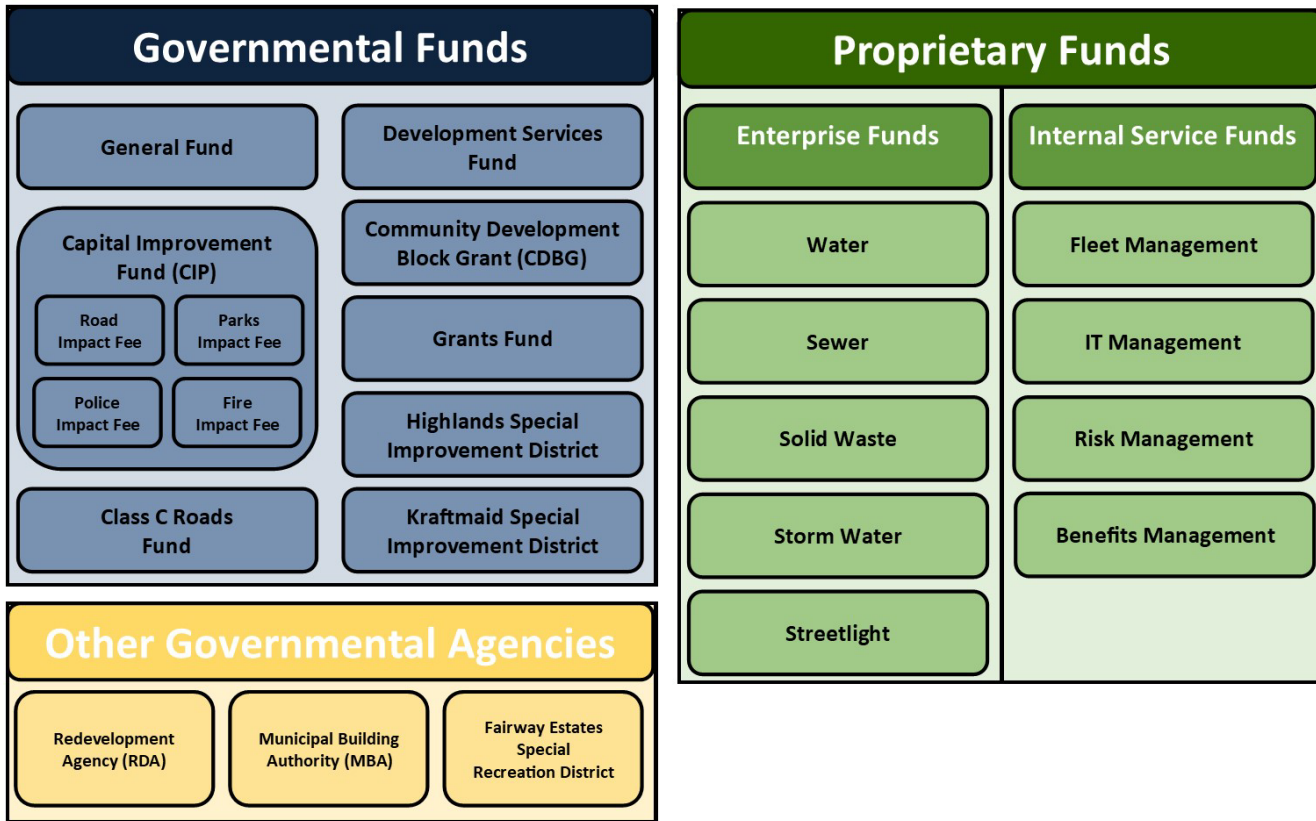 Governmental Funds
General Fund
Development Services
Fund
Capital Improvement
Fund (CIP)
Road
Impact Fee
Parks
Impact Fee
Police
Impact Fee
Fire
Impact Fee
Community Development
Block Grant (CDBG)
Grants Fund
Highlands Special
Improvement District
Class C Roads
Fund
Kraftmaid Special
Improvement District
Other Governmental Agencies
Redevelopment
Agency (RDA)
Municipal Building
Authority (MBA)
Fairway Estates
Special
Recreation District
Proprietary Funds
Enterprise Funds
Water
Sewer
Solid Waste
Storm Water
Streetlight
Internal Service Funds
Fleet Management
IT Management
Risk Management
Benefits Management